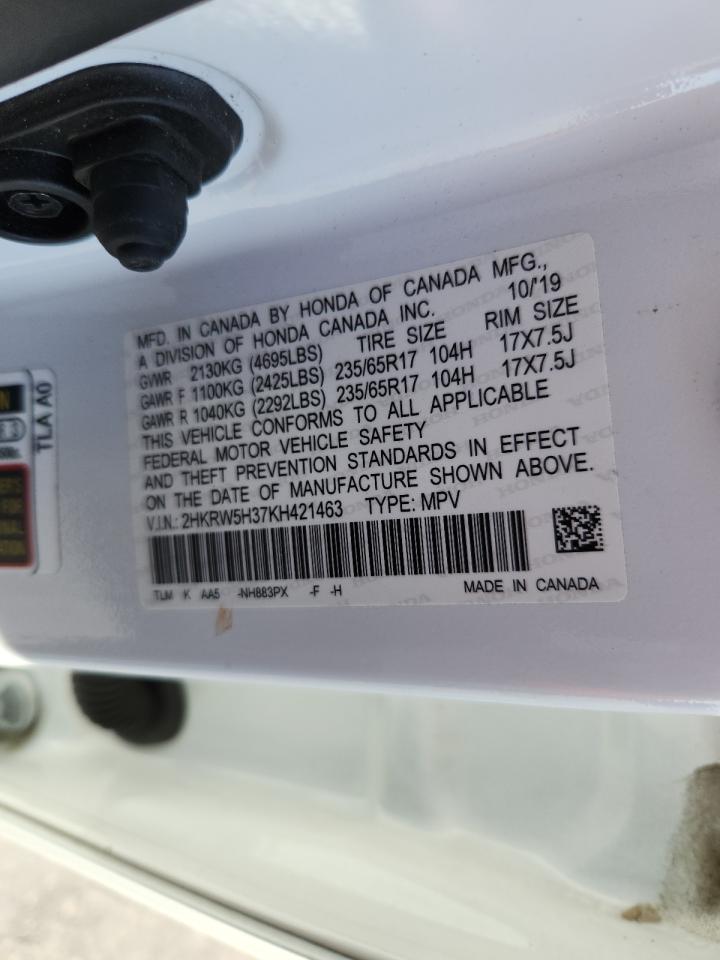 MFD. IN CANADA BY HONDA OF CANADA MFG.,
A DIVISION OF HONDA CANADA INC. 10/'19
GVWR 2130KG (4695LBS) TIRE SIZE RIM SIZE
GAWR F 1100KG (2425LBS) 235/65R17 104H 17X7.5J
GAWR R 1040KG (2292LBS) 235/65R17 104H 17X7.5J
THIS VEHICLE CONFORMS TO ALL APPLICABLE
FEDERAL MOTOR VEHICLE SAFETY
AND THEFT PREVENTION STANDARDS IN EFFECT
ON THE DATE OF MANUFACTURE SHOWN ABOVE.
V.I.N.: 2HKRW5H37KH421463 TYPE: MPV
TLM K AA5 -NH883PX -F -H MADE IN CANADA
TLA A0